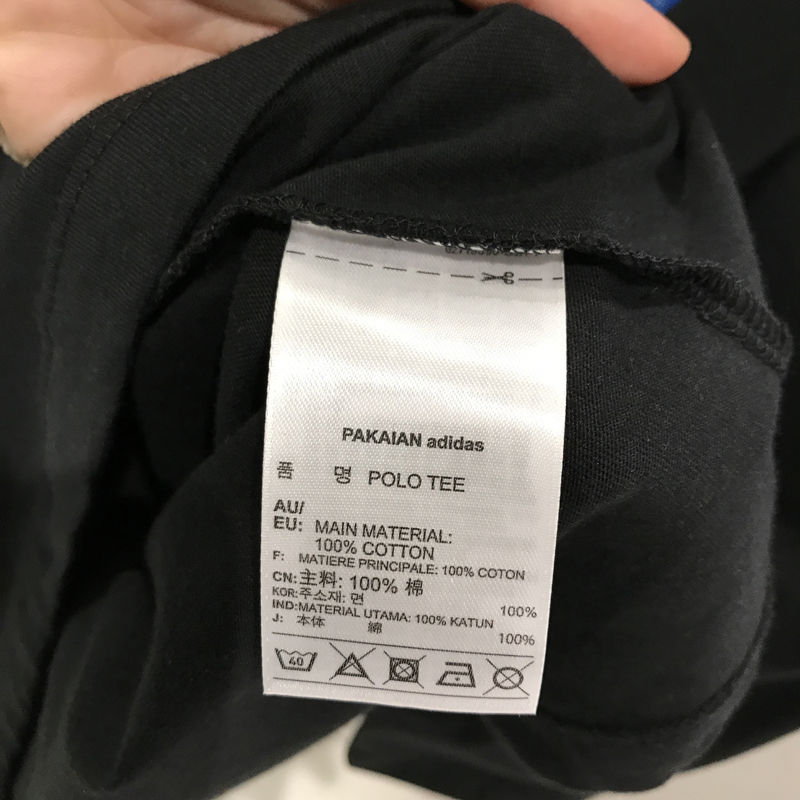 PAKAIAN adidas
품 명 POLO TEE
AU/
EU: MAIN MATERIAL:
100% COTTON
F: MATIERE PRINCIPALE: 100% COTON
CN:主料: 100% 棉
KOR:주소재: 면 100%
IND:MATERIAL UTAMA: 100% KATUN
J: 本体 綿 100%
40